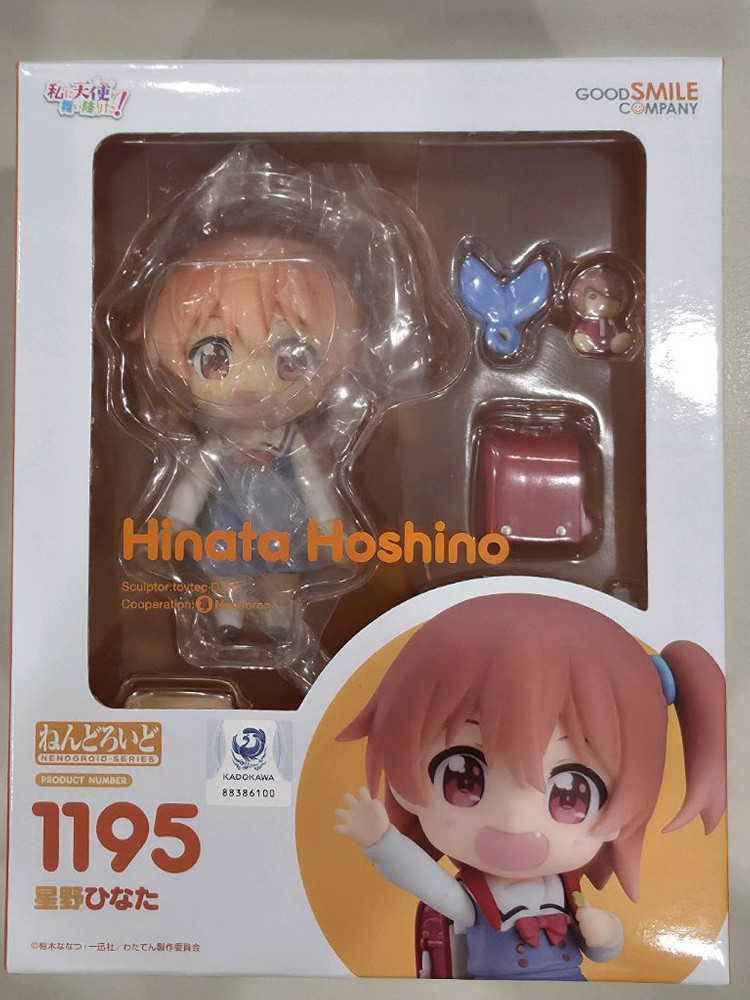 私に天使が
舞い降りた!
GOOD SMILE
COMPANY
Hinata Hoshino
Sculptor:toytec D.T.C
Cooperation: Nendoron
ねんどろいど
NENDOROID-SERIES
PRODUCT NUMBER
1195
星野ひなた
KADOKAWA
88386100
©椋木ななつ・一迅社/わたてん製作委員会